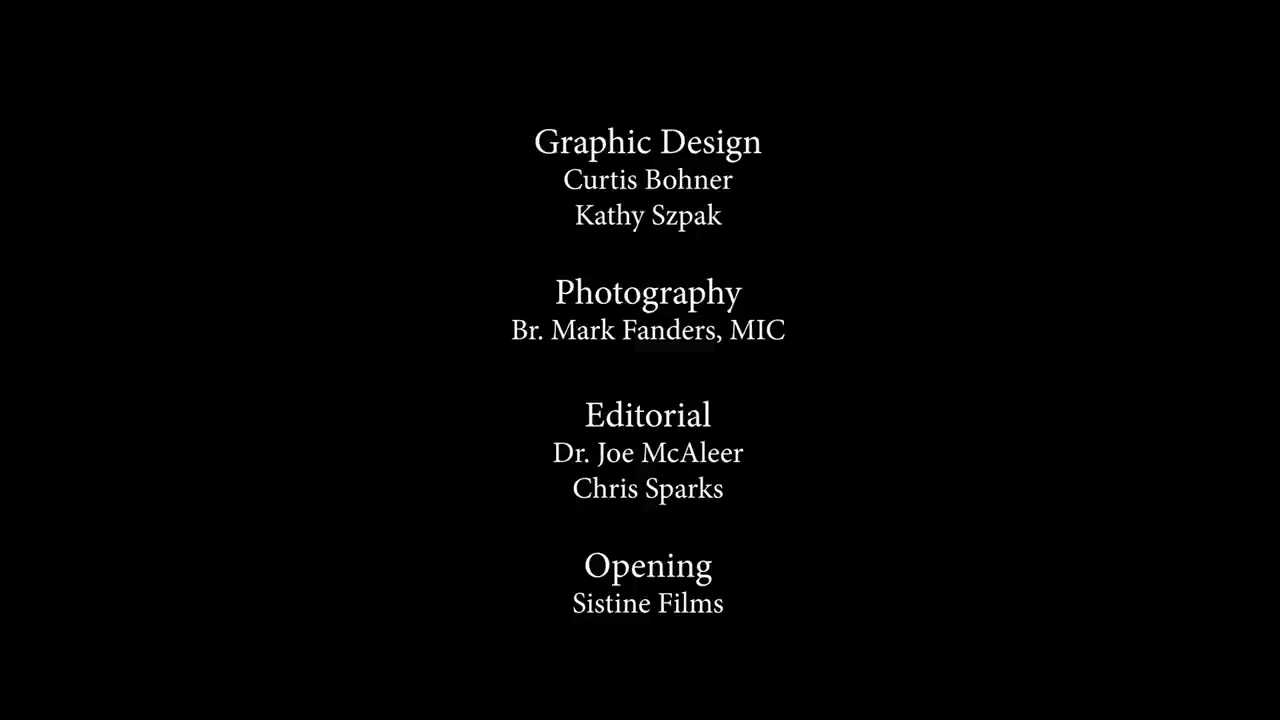 Graphic Design
Curtis Bohner
Kathy Szpak
Photography
Br. Mark Fanders, MIC
Editorial
Dr. Joe McAleer
Chris Sparks
Opening
Sistine Films